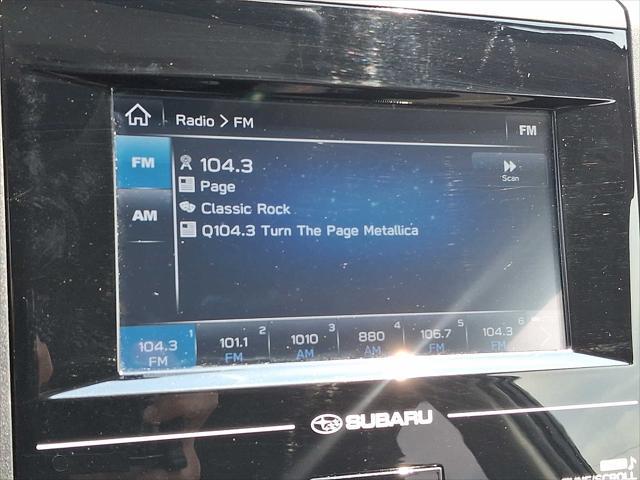 Radio > FM
FM
FM
104.3
Scan
Page
AM
Classic Rock
Q104.3 Turn The Page Metallica
104.3 FM 1
101.1 FM 2
1010 AM 3
880 AM 4
106.7 FM 5
104.3 FM 6
SUBARU
TUNE/SCROLL